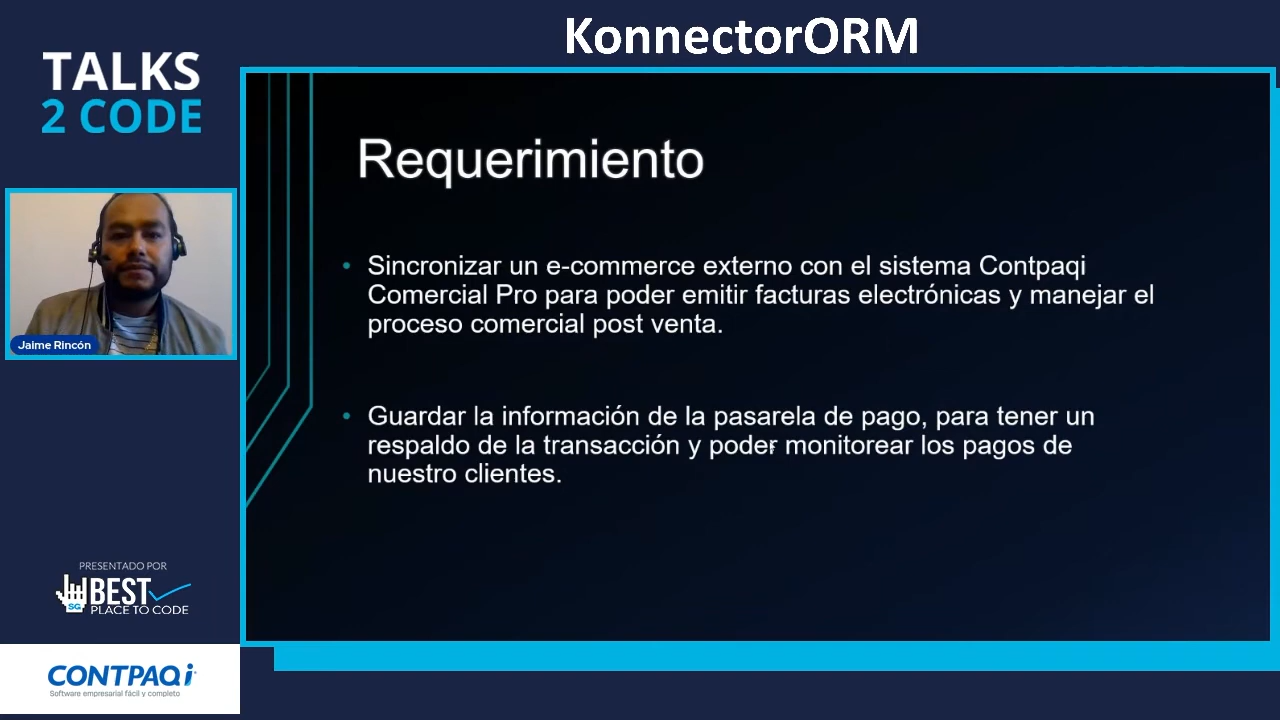 KonnectorORM
TALKS
2 CODE
Requerimiento
• Sincronizar un e-commerce externo con el sistema Contpaqi
Comercial Pro para poder emitir facturas electrónicas y manejar el
proceso comercial post venta.
• Guardar la información de la pasarela de pago, para tener un
respaldo de la transacción y poder monitorear los pagos de
nuestro clientes.
Jaime Rincón
PRESENTADO POR
SG
BEST
PLACE TO CODE
CONTPAQi
Software empresarial fácil y completo